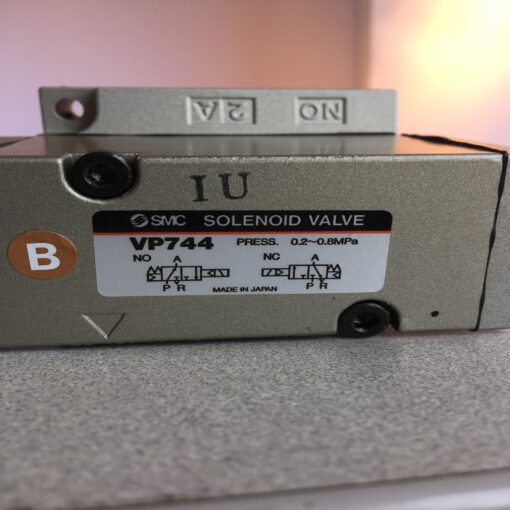 2A NO
IU
SMC SOLENOID VALVE
VP744 PRESS. 0.2~0.8MPa
NO A NC A
P R P R
MADE IN JAPAN
B